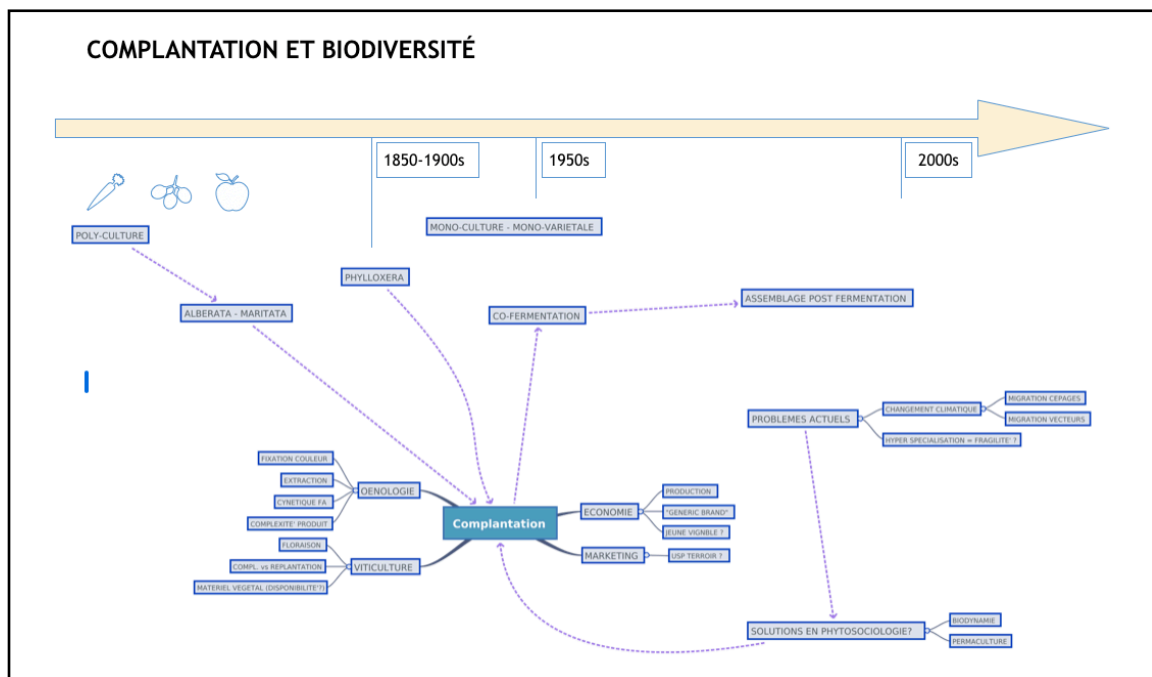 COMPLANTATION ET BIODIVERSITÉ
1850-1900s
1950s
2000s
POLY-CULTURE
MONO-CULTURE - MONO-VARIETALE
PHYLLOXERA
ALBERATA - MARITATA
CO-FERMENTATION
ASSEMBLAGE POST FERMENTATION
PROBLEMES ACTUELS
CHANGEMENT CLIMATIQUE
MIGRATION CEPAGES
MIGRATION VECTEURS
HYPER SPECIALISATION = FRAGILITE' ?
OENOLOGIE
FIXATION COULEUR
EXTRACTION
CYNETIQUE FA
COMPLEXITE' PRODUIT
VITICULTURE
FLORAISON
COMPL. vs REPLANTATION
MATERIEL VEGETAL (DISPONIBILITE'?)
Complantation
ECONOMIE
PRODUCTION
"GENERIC BRAND"
JEUNE VIGNBLE ?
MARKETING
USP TERROIR ?
SOLUTIONS EN PHYTOSOCIOLOGIE?
BIODYNAMIE
PERMACULTURE